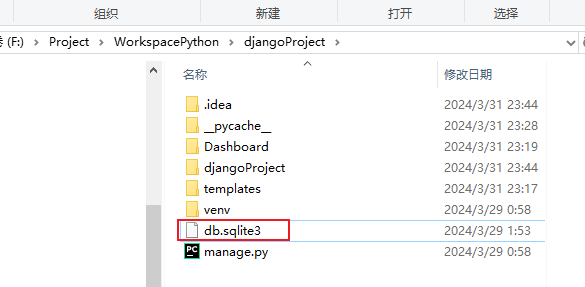 组织 新建 打开 选择
(F:) Project WorkspacePython djangoProject
名称 修改日期
.idea 2024/3/31 23:44
__pycache__ 2024/3/31 23:28
Dashboard 2024/3/31 23:19
djangoProject 2024/3/31 23:44
templates 2024/3/31 23:17
venv 2024/3/29 0:58
db.sqlite3 2024/3/29 1:53
PC manage.py 2024/3/29 0:58